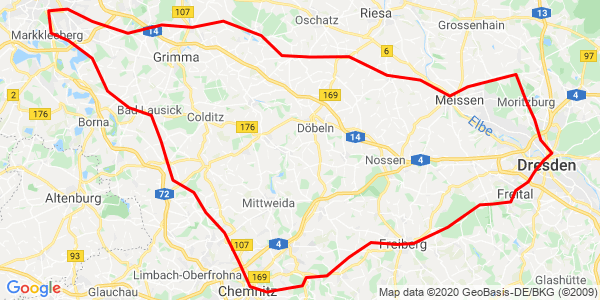 107
Riesa
Oschatz
Grossenhain
13
Markkleeberg
14
6
97
Grimma
4
2
169
Meissen
Moritzburg
Bad Lausick
176
Borna
Colditz
176
Döbeln
Elbe
14
Nossen
4
Dresden
72
Altenburg
Freital
Mittweida
107
4
Freiberg
93
Limbach-Oberfrohna
169
Glashütte
Google
Glauchau
Chemnitz
Map data ©2020 GeoBasis-DE/BKG (©2009)